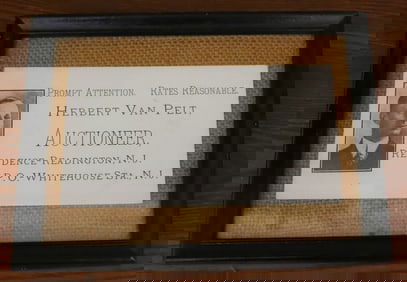 PROMPT ATTENTION. RATES REASONABLE.
HERBERT VAN PELT,
AUCTIONEER.
RESIDENCE-READINGTON, N. J.
P. O.-WHITEHOUSE STA., N. J.